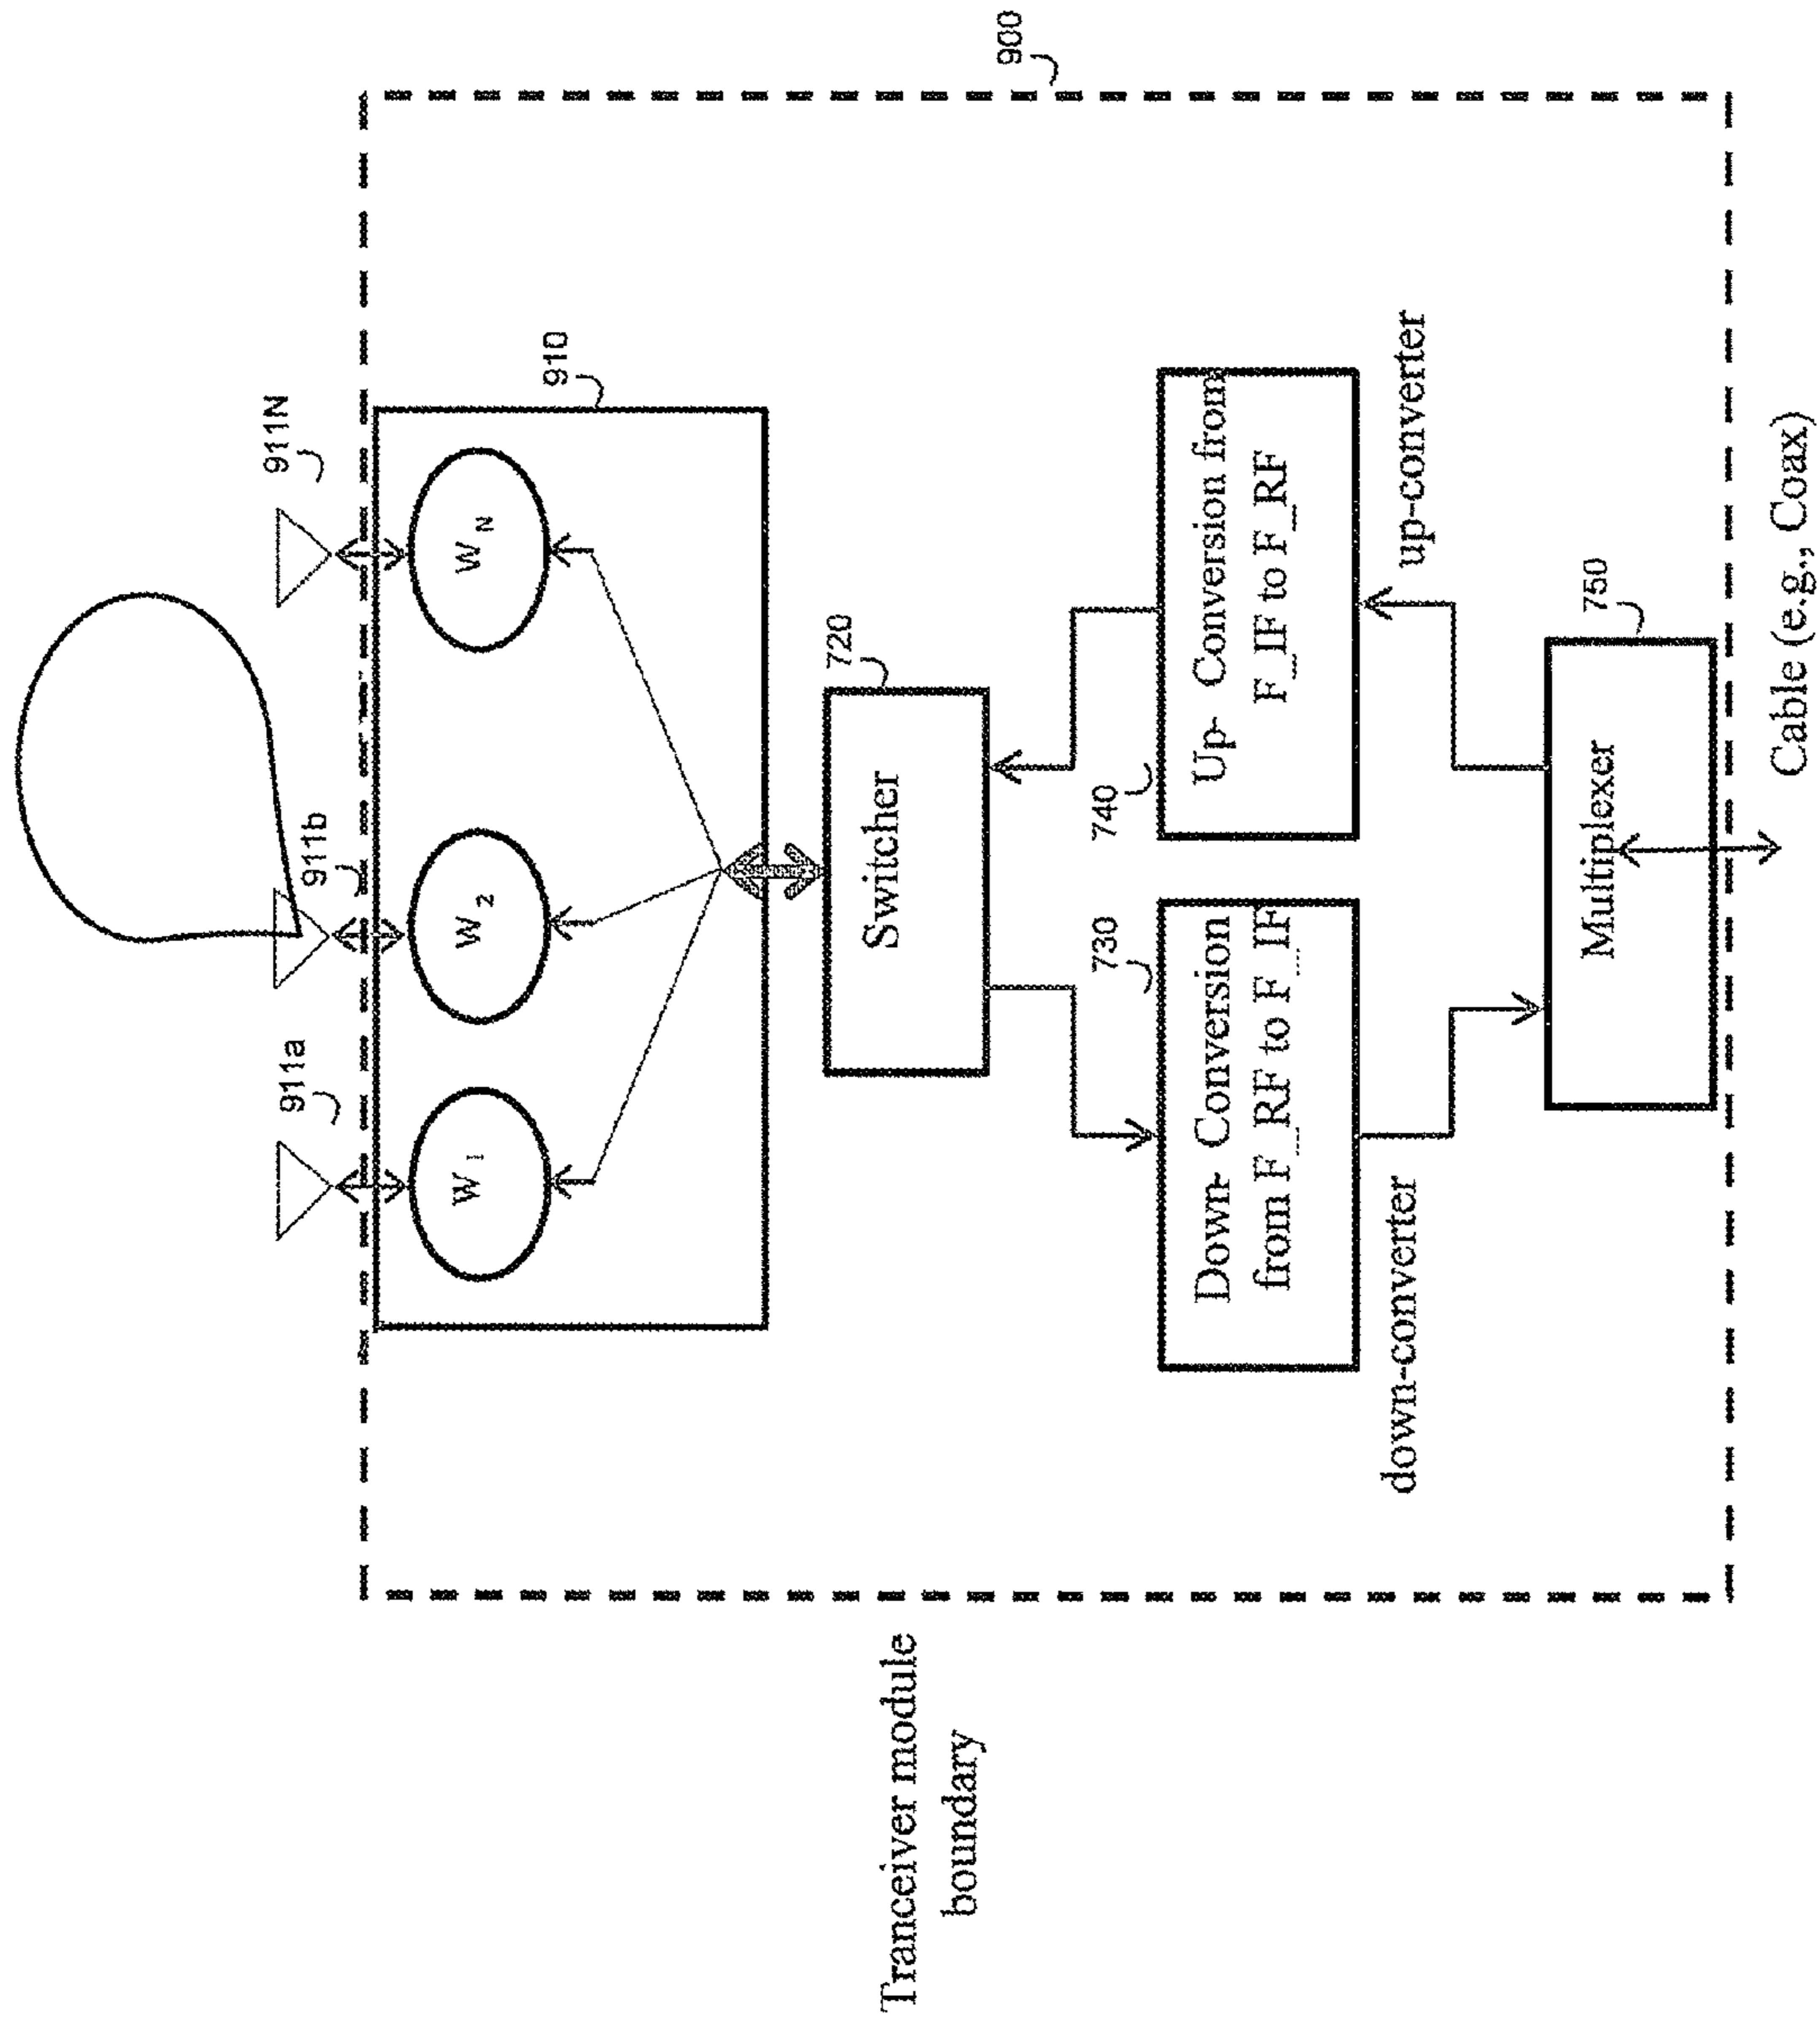 911a
911b
911N
910
W 1
W 2
W N
900
720
Switcher
Tranceiver module
boundary
730
Down- Conversion
from F_RF to F_IF
740
Up- Conversion from
F_IF to F_RF
down-converter
up-converter
750
Multiplexer
Cable (e.g., Coax)